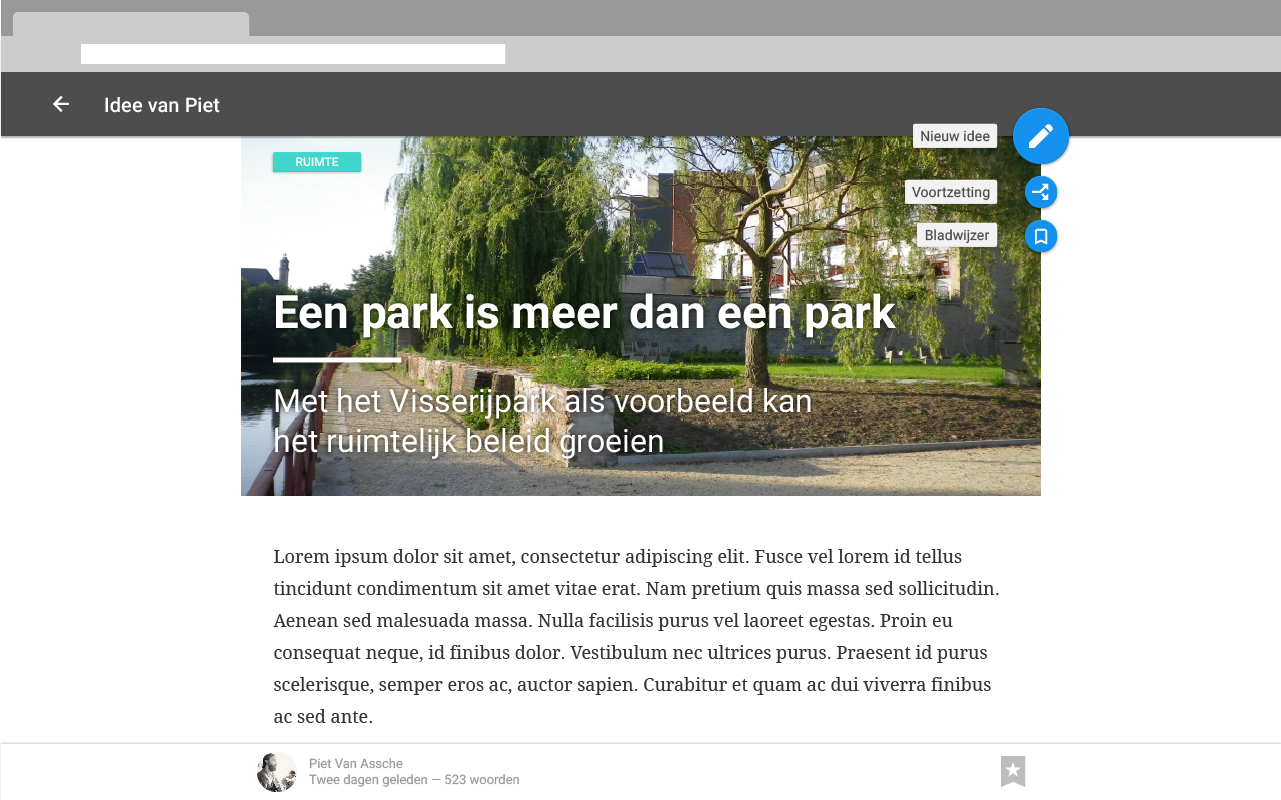 Idee van Piet
Nieuw idee
RUIMTE
Voortzetting
Bladwijzer
Een park is meer dan een park
Met het Visserijpark als voorbeeld kan
het ruimtelijk beleid groeien
Lorem ipsum dolor sit amet, consectetur adipiscing elit. Fusce vel lorem id tellus
tincidunt condimentum sit amet vitae erat. Nam pretium quis massa sed sollicitudin.
Aenean sed malesuada massa. Nulla facilisis purus vel laoreet egestas. Proin eu
consequat neque, id finibus dolor. Vestibulum nec ultrices purus. Praesent id purus
scelerisque, semper eros ac, auctor sapien. Curabitur et quam ac dui viverra finibus
ac sed ante.
Piet Van Assche
Twee dagen geleden — 523 woorden